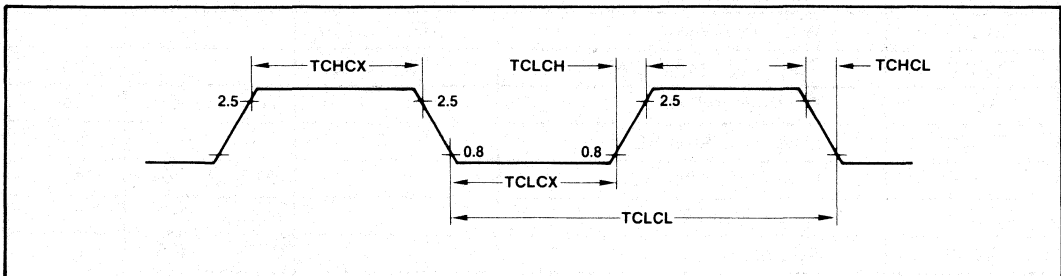 TCHCX TCLCH TCHCL
2.5 2.5 2.5
0.8 0.8
TCLCX
TCLCL